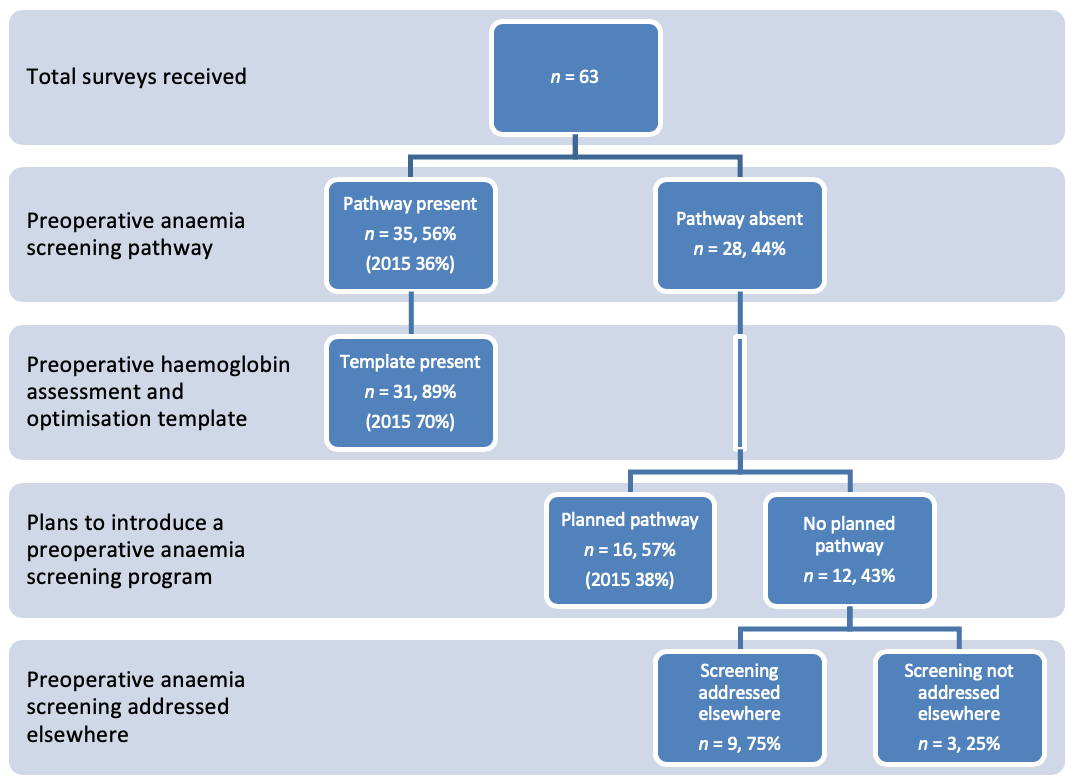 Total surveys received
n = 63
Preoperative anaemia
screening pathway
Pathway present
n = 35, 56%
(2015 36%)
Pathway absent
n = 28, 44%
Preoperative haemoglobin
assessment and
optimisation template
Template present
n = 31, 89%
(2015 70%)
Plans to introduce a
preoperative anaemia
screening program
Planned pathway
n = 16, 57%
(2015 38%)
No planned
pathway
n = 12, 43%
Preoperative anaemia
screening addressed
elsewhere
Screening
addressed
elsewhere
n = 9, 75%
Screening not
addressed
elsewhere
n = 3, 25%